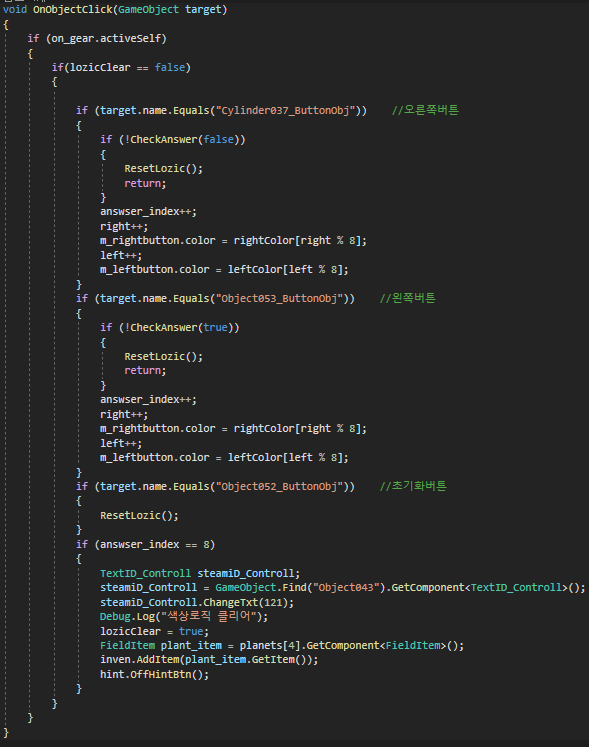 void OnObjectClick(GameObject target)
{
if (on_gear.activeSelf)
{
if(lozicClear == false)
{
if (target.name.Equals("Cylinder037_ButtonObj")) //오른쪽버튼
{
if (!CheckAnswer(false))
{
ResetLozic();
return;
}
answser_index++;
right++;
m_rightbutton.color = rightColor[right % 8];
left++;
m_leftbutton.color = leftColor[left % 8];
}
if (target.name.Equals("Object053_ButtonObj")) //왼쪽버튼
{
if (!CheckAnswer(true))
{
ResetLozic();
return;
}
answser_index++;
right++;
m_rightbutton.color = rightColor[right % 8];
left++;
m_leftbutton.color = leftColor[left % 8];
}
if (target.name.Equals("Object052_ButtonObj")) //초기화버튼
{
ResetLozic();
}
if (answser_index == 8)
{
TextID_Controll steamiD_Controll;
steamiD_Controll = GameObject.Find("Object043").GetComponent<TextID_Controll>();
steamiD_Controll.ChangeTxt(121);
Debug.Log("색상로직 클리어");
lozicClear = true;
FieldItem plant_item = planets[4].GetComponent<FieldItem>();
inven.AddItem(plant_item.GetItem());
hint.OffHintBtn();
}
}
}
}